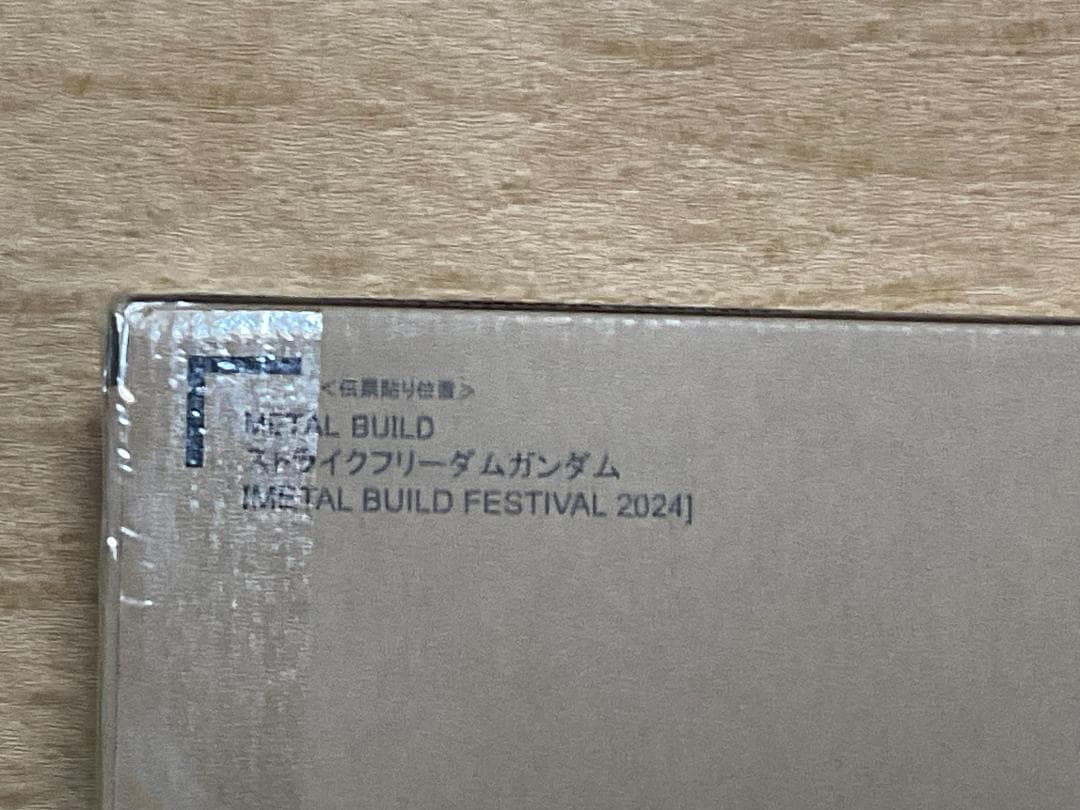 <伝票貼り位置>
METAL BUILD
ストライクフリーダムガンダム
[METAL BUILD FESTIVAL 2024]